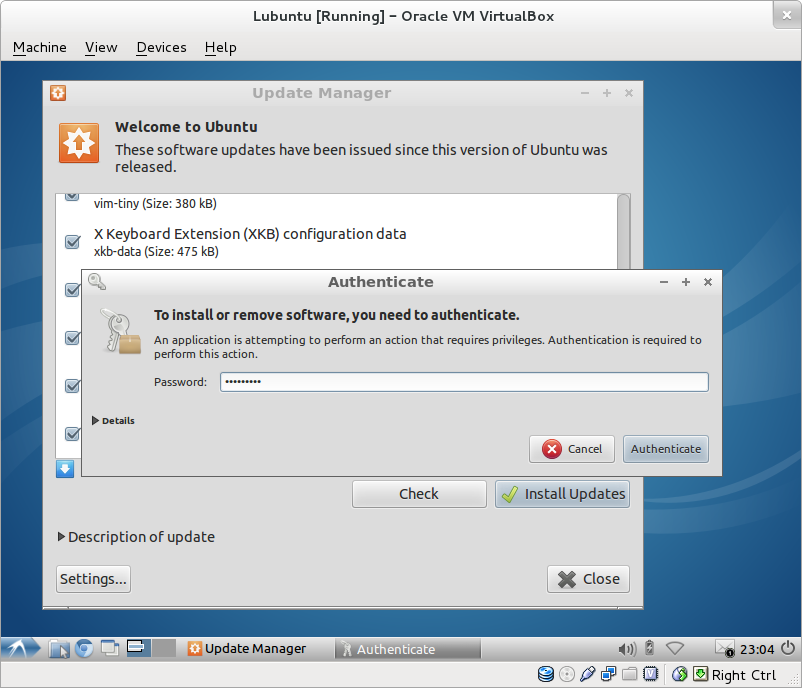 Lubuntu [Running] – Oracle VM VirtualBox
Machine View Devices Help
Update Manager
Welcome to Ubuntu
These software updates have been issued since this version of Ubuntu was
released.
vim-tiny (Size: 380 kB)
X Keyboard Extension (XKB) configuration data
xkb-data (Size: 475 kB)
Authenticate
To install or remove software, you need to authenticate.
An application is attempting to perform an action that requires privileges. Authentication is required to
perform this action.
Password: •••••••••
Details
Cancel Authenticate
Check Install Updates
Description of update
Settings... Close
Update Manager Authenticate 23:04
Right Ctrl